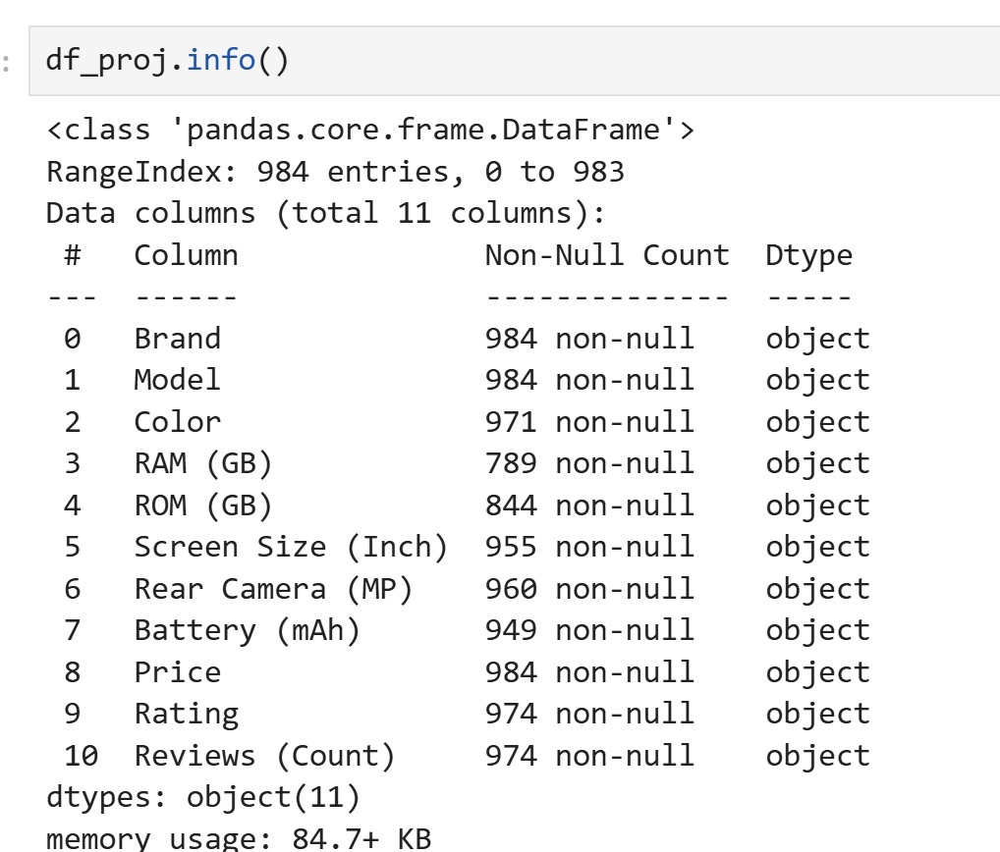 : df_proj.info()
<class 'pandas.core.frame.DataFrame'>
RangeIndex: 984 entries, 0 to 983
Data columns (total 11 columns):
 #   Column              Non-Null Count  Dtype
---  ------              --------------  -----
 0   Brand               984 non-null    object
 1   Model               984 non-null    object
 2   Color               971 non-null    object
 3   RAM (GB)            789 non-null    object
 4   ROM (GB)            844 non-null    object
 5   Screen Size (Inch)  955 non-null    object
 6   Rear Camera (MP)    960 non-null    object
 7   Battery (mAh)       949 non-null    object
 8   Price               984 non-null    object
 9   Rating              974 non-null    object
 10  Reviews (Count)     974 non-null    object
dtypes: object(11)
memory usage: 84.7+ KB